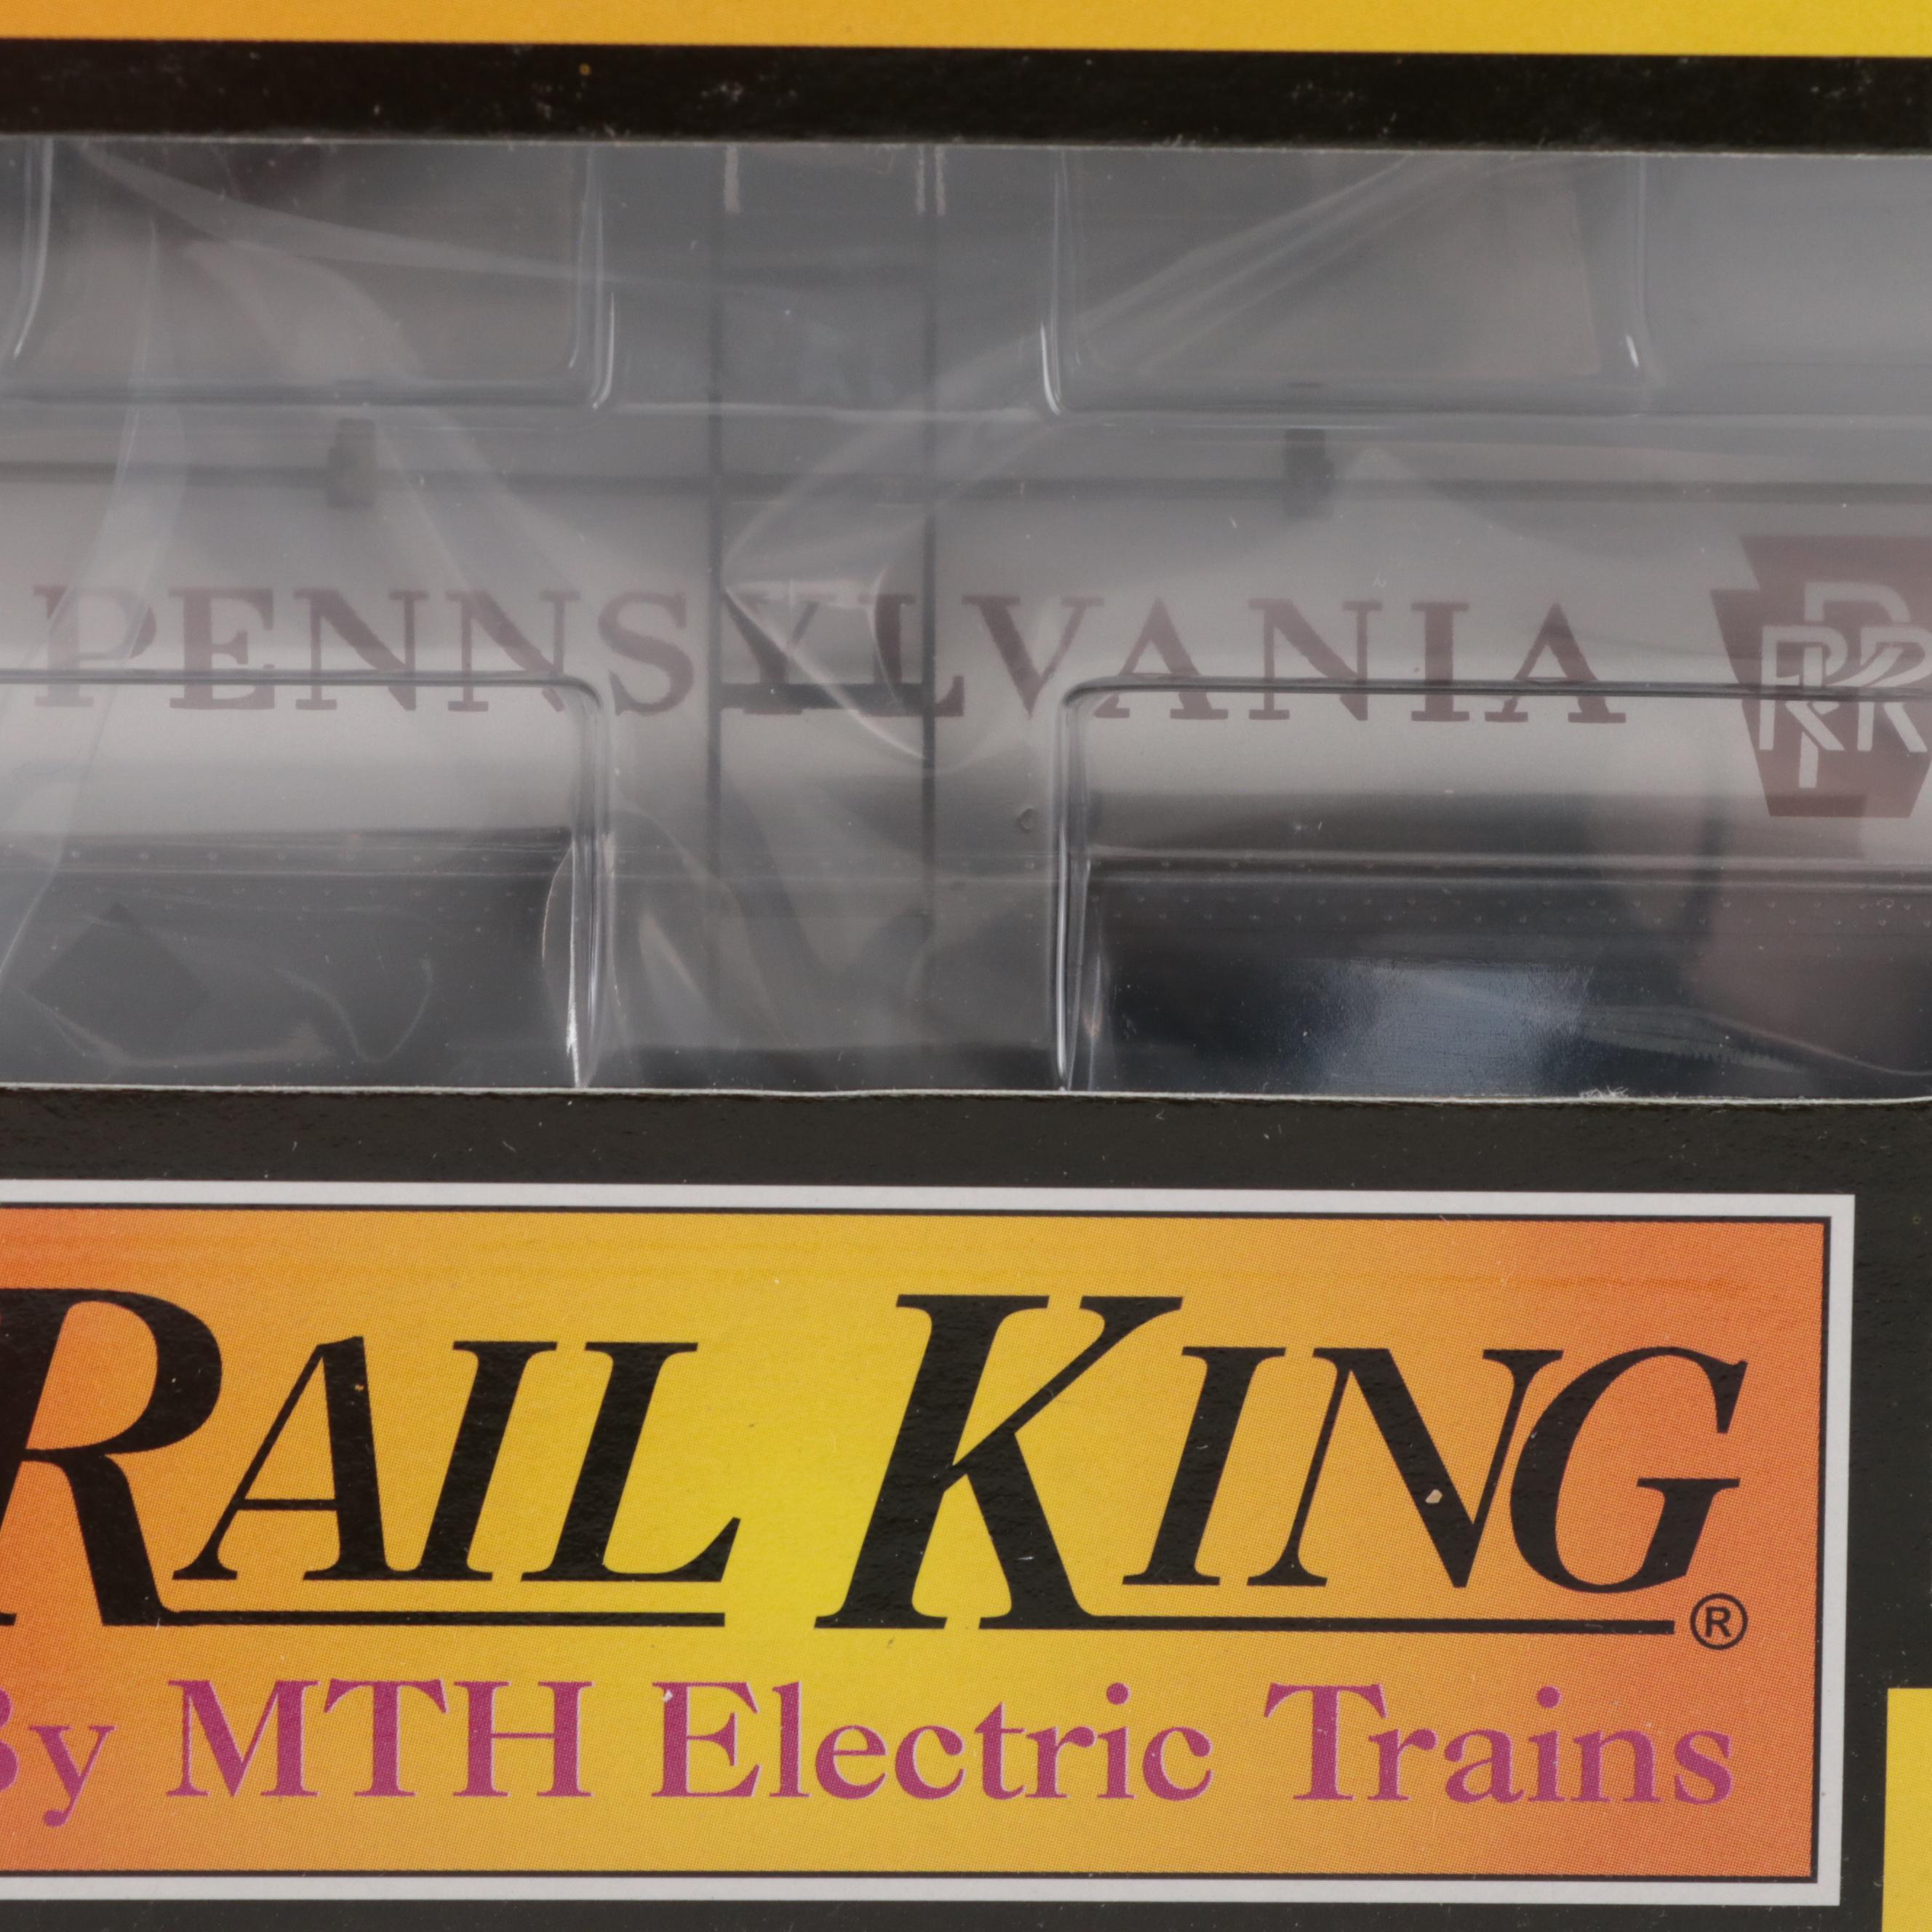 PENNSYLVANIA PRR
RAIL KING®
By MTH Electric Trains